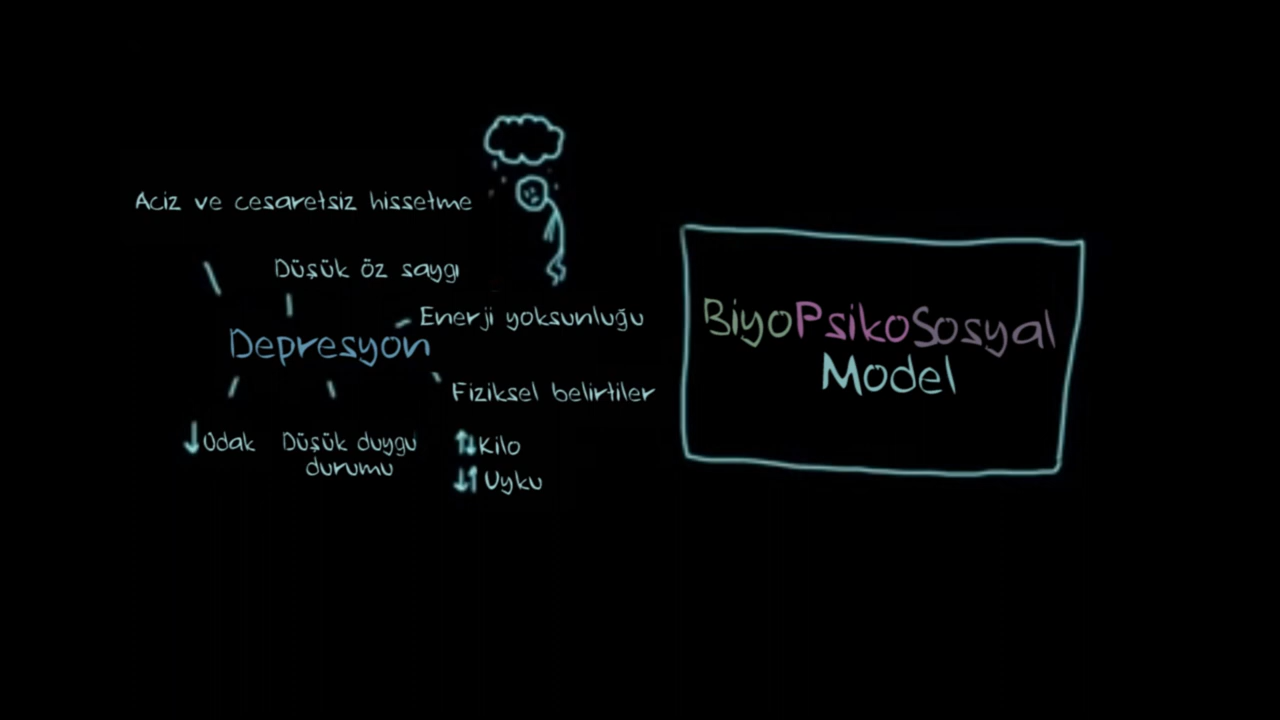 Aciz ve cesaretsiz hissetme
Düşük öz saygı
Enerji yoksunluğu
Depresyon
Fiziksel belirtiler
↓Odak
Düşük duygu
durumu
↑↓Kilo
↓↑Uyku
BiyoPsikoSosyal
Model